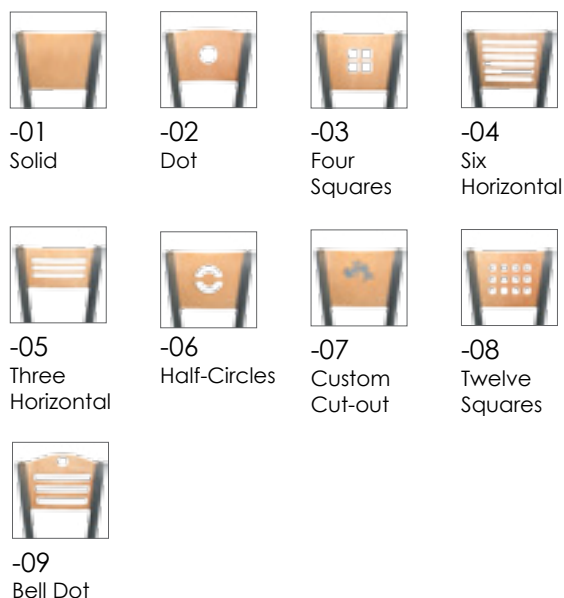 -01
Solid
-02
Dot
-03
Four
Squares
-04
Six
Horizontal
-05
Three
Horizontal
-06
Half-Circles
-07
Custom
Cut-out
-08
Twelve
Squares
-09
Bell Dot